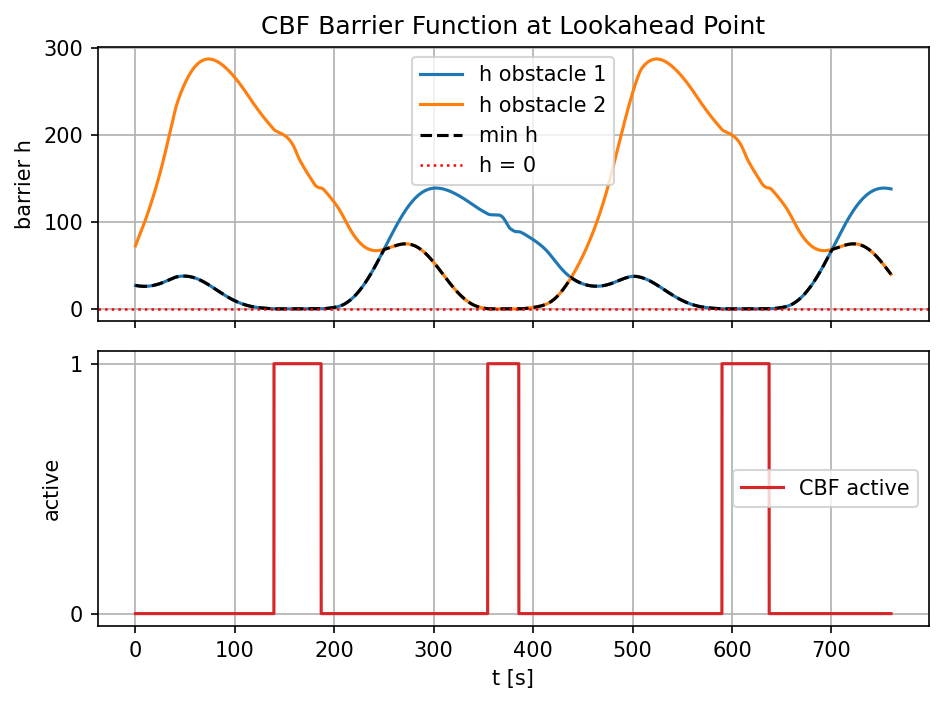 CBF Barrier Function at Lookahead Point
300
200
100
0
barrier h
h obstacle 1
h obstacle 2
min h
h = 0
1
0
active
CBF active
0 100 200 300 400 500 600 700
t [s]